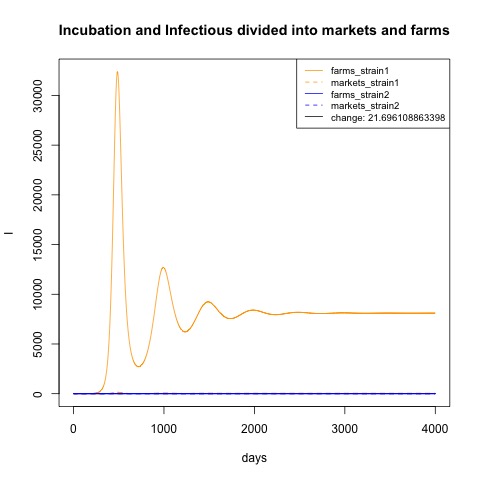 Incubation and Infectious divided into markets and farms
farms_strain1
markets_strain1
farms_strain2
markets_strain2
change: 21.696108863398
30000
25000
20000
15000
10000
5000
0
I
0 1000 2000 3000 4000
days